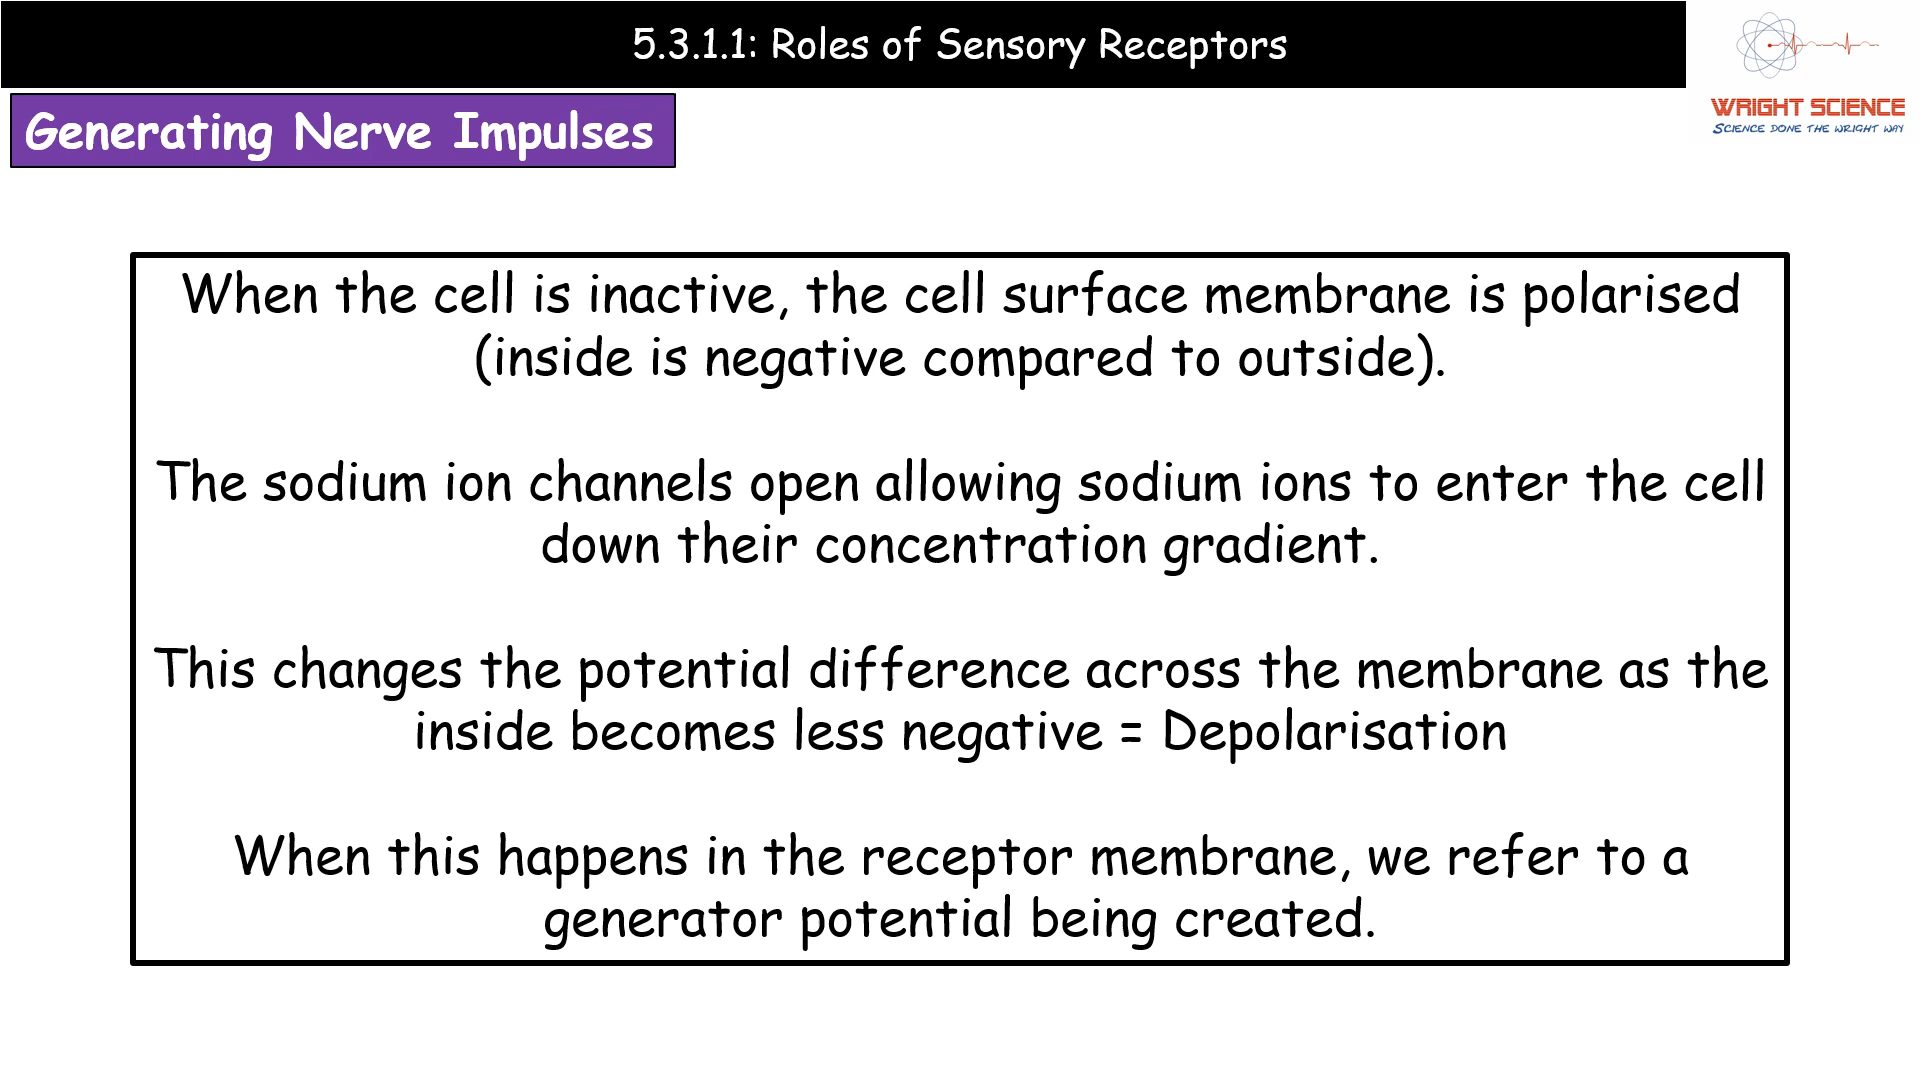 5.3.1.1: Roles of Sensory Receptors
WRIGHT SCIENCE
SCIENCE DONE THE WRIGHT WAY
Generating Nerve Impulses
When the cell is inactive, the cell surface membrane is polarised
(inside is negative compared to outside).
The sodium ion channels open allowing sodium ions to enter the cell
down their concentration gradient.
This changes the potential difference across the membrane as the
inside becomes less negative = Depolarisation
When this happens in the receptor membrane, we refer to a
generator potential being created.